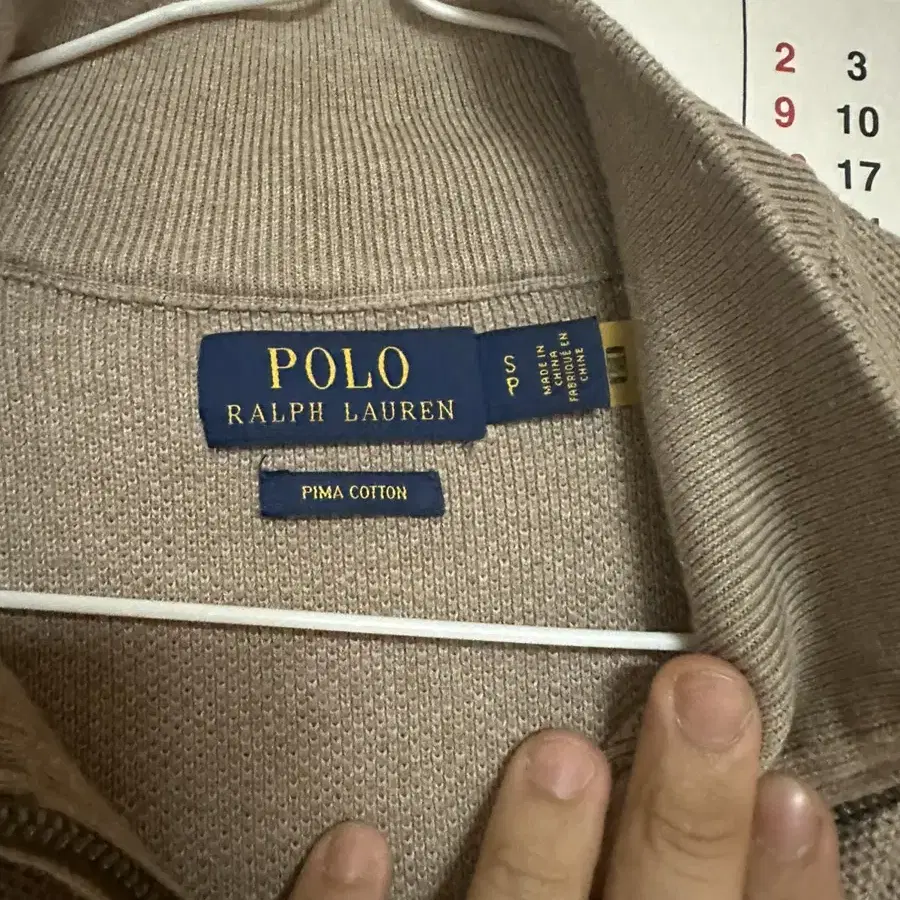 2 3
9 10
17
POLO
RALPH LAUREN
S
P
MADE IN
CHINA
FABRIQUÉ EN
CHINE
PIMA COTTON